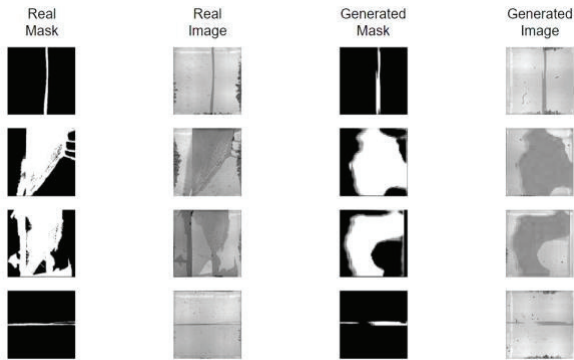 Real
Mask
Real
Image
Generated
Mask
Generated
Image